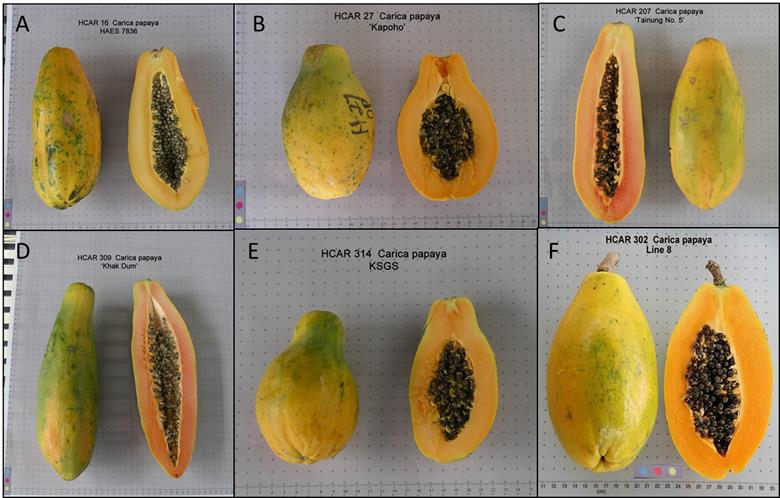 A
HCAR 16 Carica papaya
HAES 7836
B
HCAR 27 Carica papaya
'Kapoho'
C
HCAR 207 Carica papaya
'Tainung No. 5'
D
HCAR 309 Carica papaya
'Khak Dum'
E
HCAR 314 Carica papaya
KSGS
F
HCAR 302 Carica papaya
Line 8